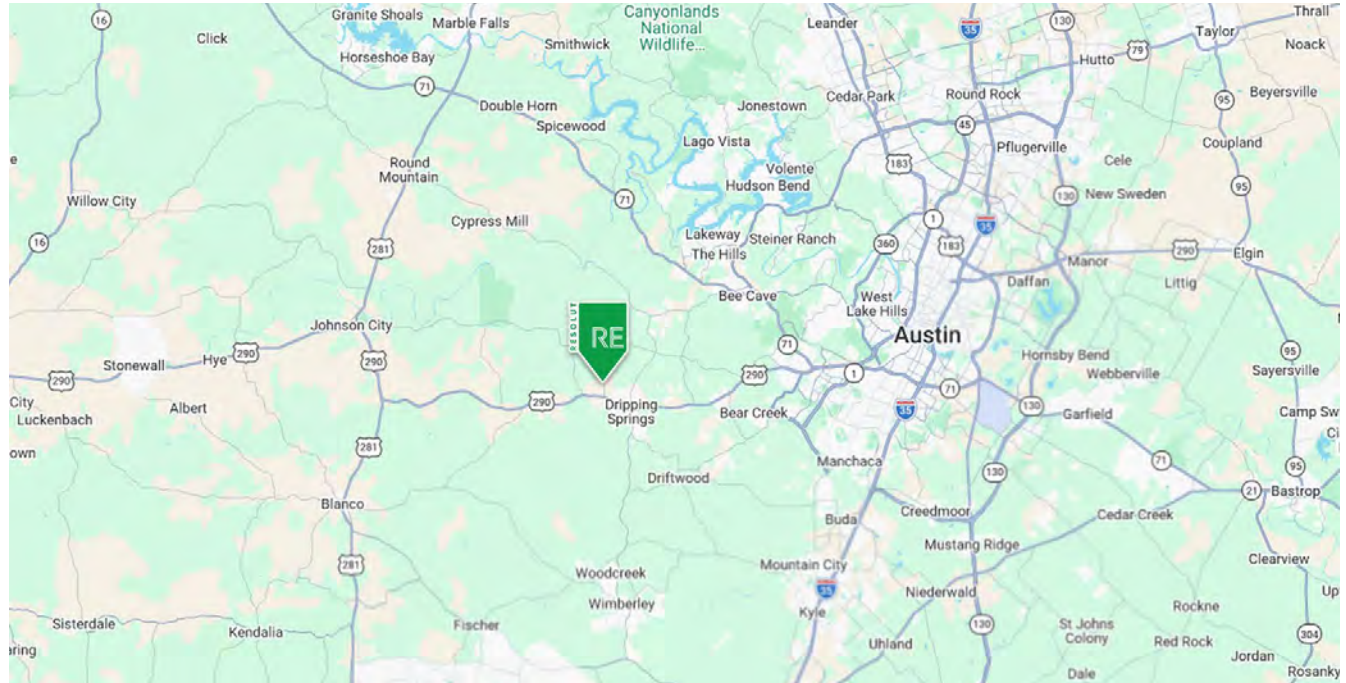 Granite Shoals
Marble Falls
Canyonlands
National
Wildlife...
Leander
Thrall
16
Click
Smithwick
35
130
Taylor
Noack
79
Horseshoe Bay
Hutto
71
Double Horn
Jonestown
Cedar Park
Round Rock
Beyersville
95
Spicewood
45
Lago Vista
Coupland
Round
Mountain
183
Pflugerville
Cele
Volente
Hudson Bend
Willow City
71
130
New Sweden
95
Cypress Mill
1
35
Lakeway
Steiner Ranch
360
16
281
The Hills
183
290
Elgin
Manor
Daffan
Littig
Bee Cave
West
Lake Hills
RESOLUT
RE
Johnson City
Austin
290
71
Hornsby Bend
Stonewall
Hye
290
95
Webberville
Sayersville
290
290
1
71
130
City
Luckenbach
Albert
290
Dripping
Springs
Bear Creek
35
Garfield
Camp Sw
Ci
281
own
Manchaca
71
95
Driftwood
130
21
Bastrop
Blanco
Creedmoor
Cedar Creek
Buda
Mustang Ridge
Clearview
281
Woodcreek
Mountain City
35
Niederwald
Up
Wimberley
Kyle
Rockne
Sisterdale
Kendalia
Fischer
130
St Johns
Colony
304
Uhland
Red Rock
aring
Jordan
Dale
Rosanky